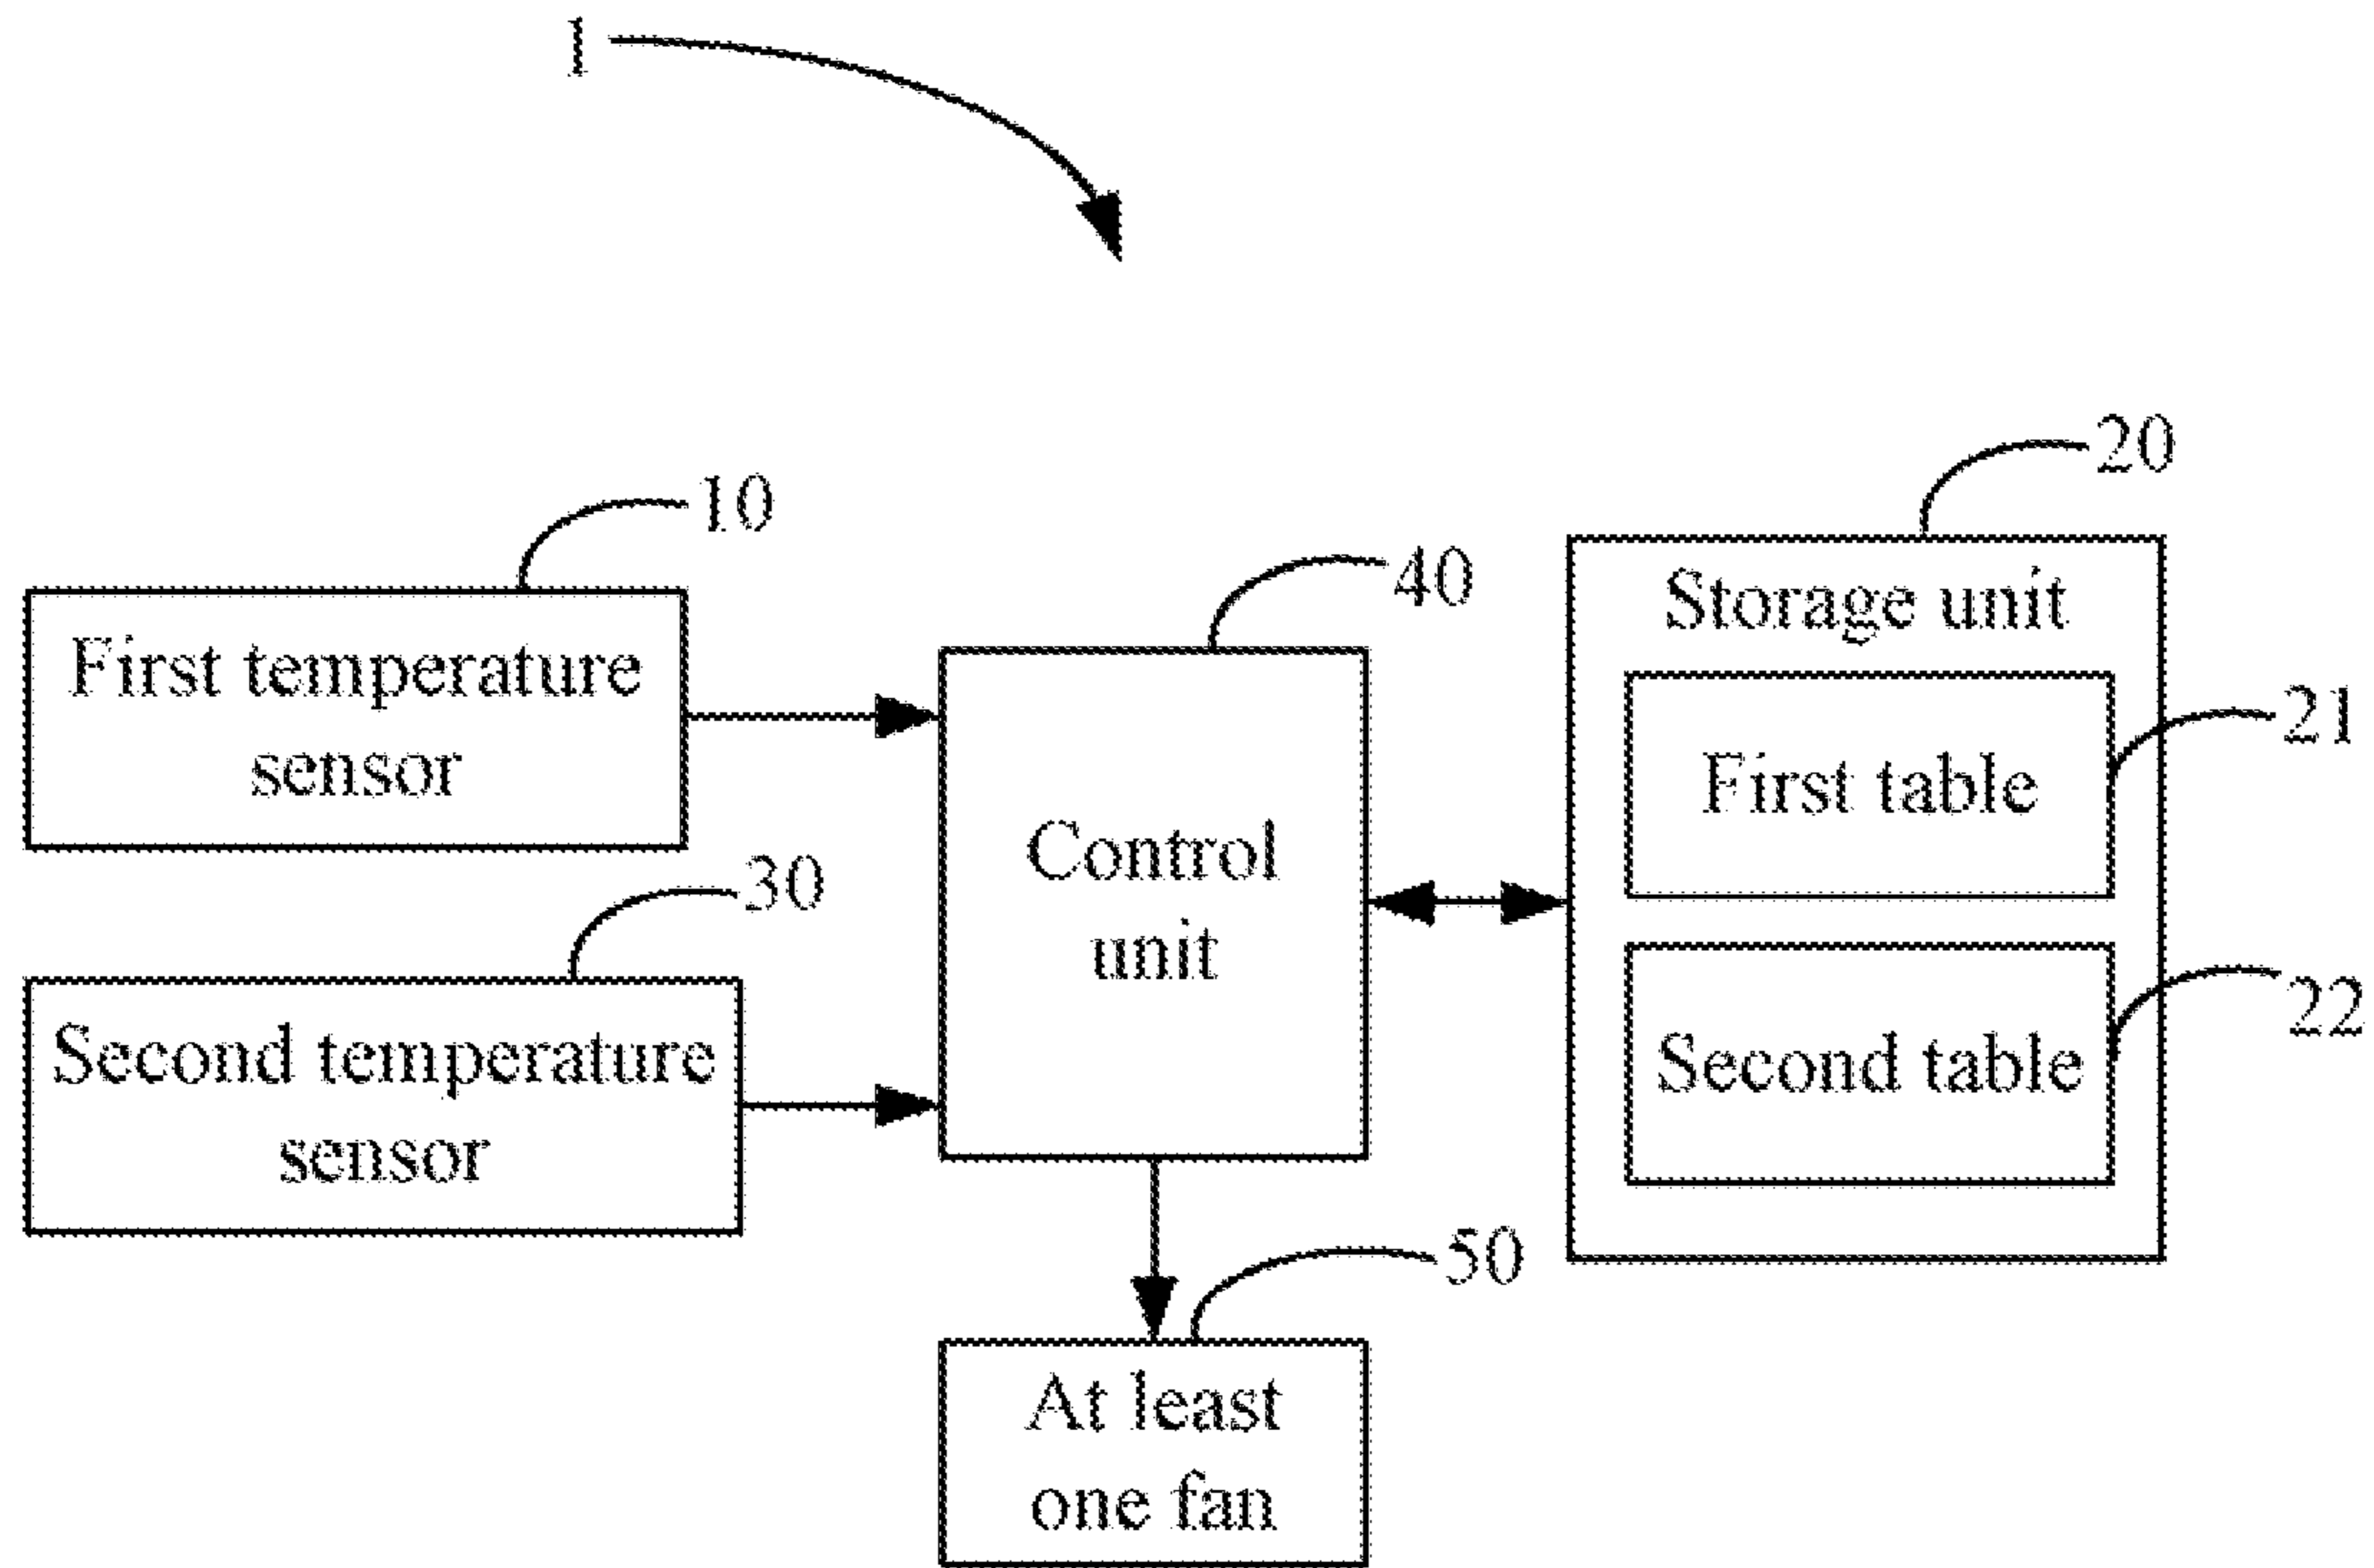 1
10
First temperature
sensor
30
Second temperature
sensor
40
Control
unit
20
Storage unit
21
First table
22
Second table
50
At least
one fan